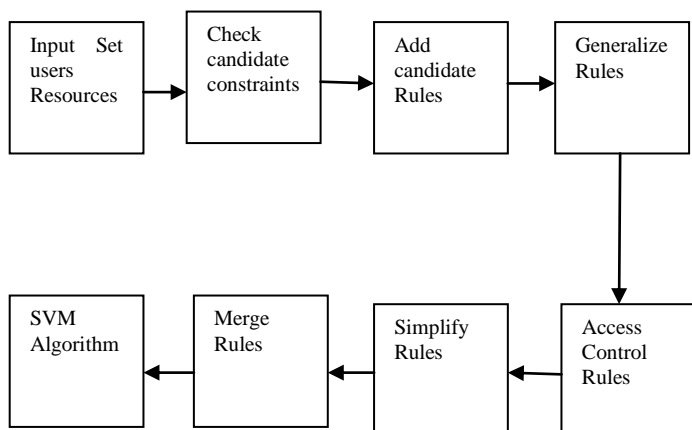 Input Set
users
Resources
Check
candidate
constraints
Add
candidate
Rules
Generalize
Rules
SVM
Algorithm
Merge
Rules
Simplify
Rules
Access
Control
Rules